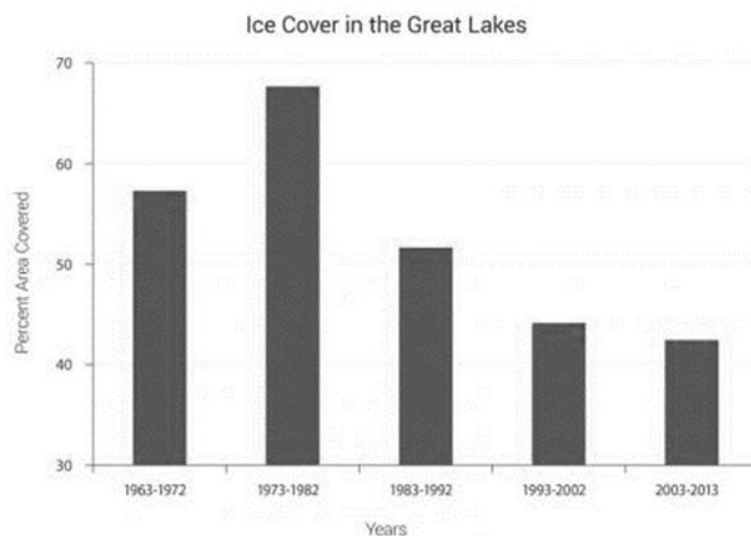 Ice Cover in the Great Lakes
70
60
50
40
30
Percent Area Covered
1963-1972 1973-1982 1983-1992 1993-2002 2003-2013
Years